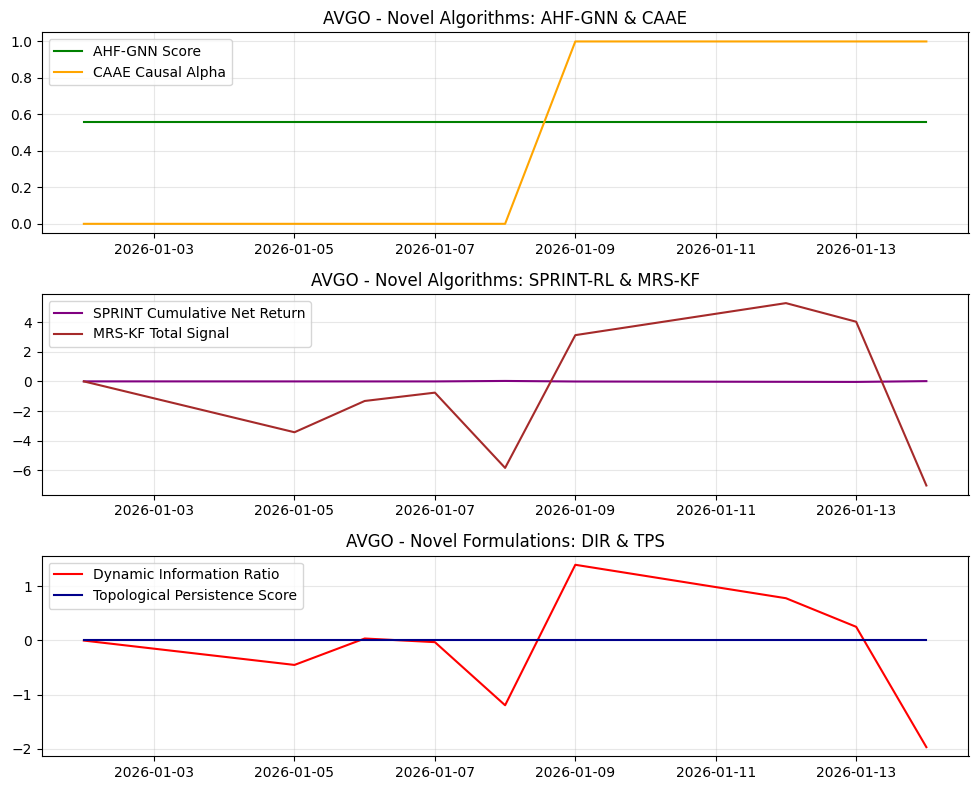 AVGO - Novel Algorithms: AHF-GNN & CAAE
AHF-GNN Score
CAAE Causal Alpha
1.0
0.8
0.6
0.4
0.2
0.0
2026-01-03 2026-01-05 2026-01-07 2026-01-09 2026-01-11 2026-01-13
AVGO - Novel Algorithms: SPRINT-RL & MRS-KF
SPRINT Cumulative Net Return
MRS-KF Total Signal
4
2
0
−2
−4
−6
2026-01-03 2026-01-05 2026-01-07 2026-01-09 2026-01-11 2026-01-13
AVGO - Novel Formulations: DIR & TPS
Dynamic Information Ratio
Topological Persistence Score
1
0
−1
−2
2026-01-03 2026-01-05 2026-01-07 2026-01-09 2026-01-11 2026-01-13